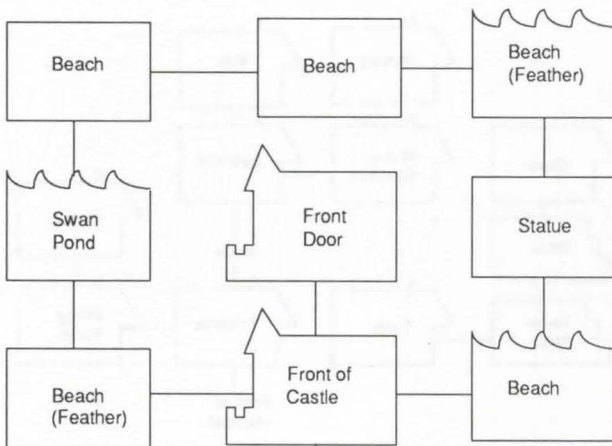 Beach
Beach
Beach
(Feather)
Swan
Pond
Front
Door
Statue
Beach
(Feather)
Front of
Castle
Beach